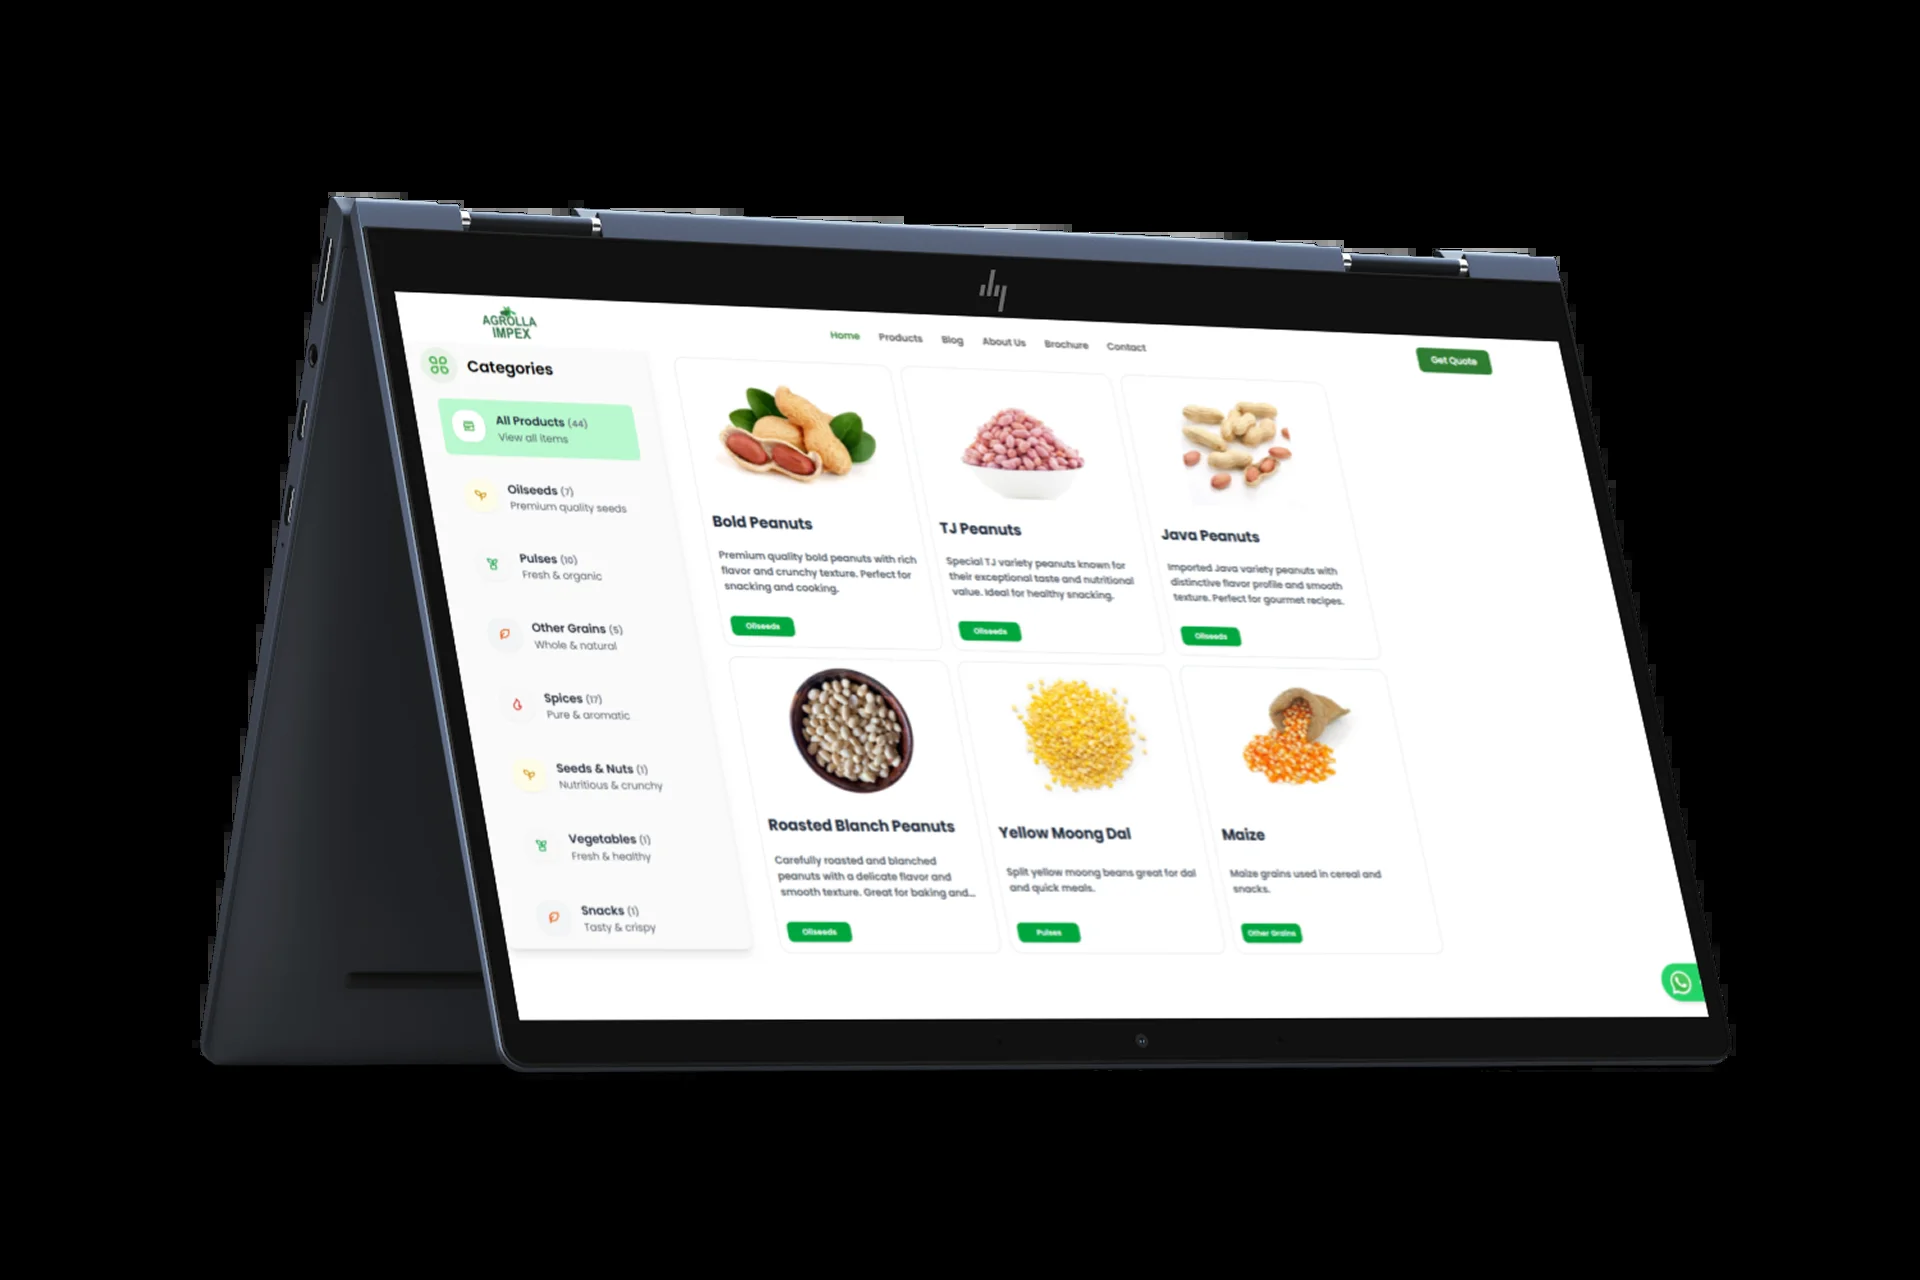 AGROLLA
IMPEX
Home
Products
Blog
About Us
Brochure
Contact
Get Quote
Categories
All Products (44)
View all items
Oilseeds (7)
Premium quality seeds
Pulses (10)
Fresh & organic
Other Grains (5)
Whole & natural
Spices (17)
Pure & aromatic
Seeds & Nuts (1)
Nutritious & crunchy
Vegetables (1)
Fresh & healthy
Snacks (1)
Tasty & crispy
Bold Peanuts
Premium quality bold peanuts with rich
flavor and crunchy texture. Perfect for
snacking and cooking.
Oilseeds
TJ Peanuts
Special TJ variety peanuts known for
their exceptional taste and nutritional
value. Ideal for healthy snacking.
Oilseeds
Java Peanuts
Imported Java variety peanuts with
distinctive flavor profile and smooth
texture. Perfect for gourmet recipes.
Oilseeds
Roasted Blanch Peanuts
Carefully roasted and blanched
peanuts with a delicate flavor and
smooth texture. Great for baking and...
Oilseeds
Yellow Moong Dal
Split yellow moong beans great for dal
and quick meals.
Pulses
Maize
Maize grains used in cereal and
snacks.
Other Grains
hp